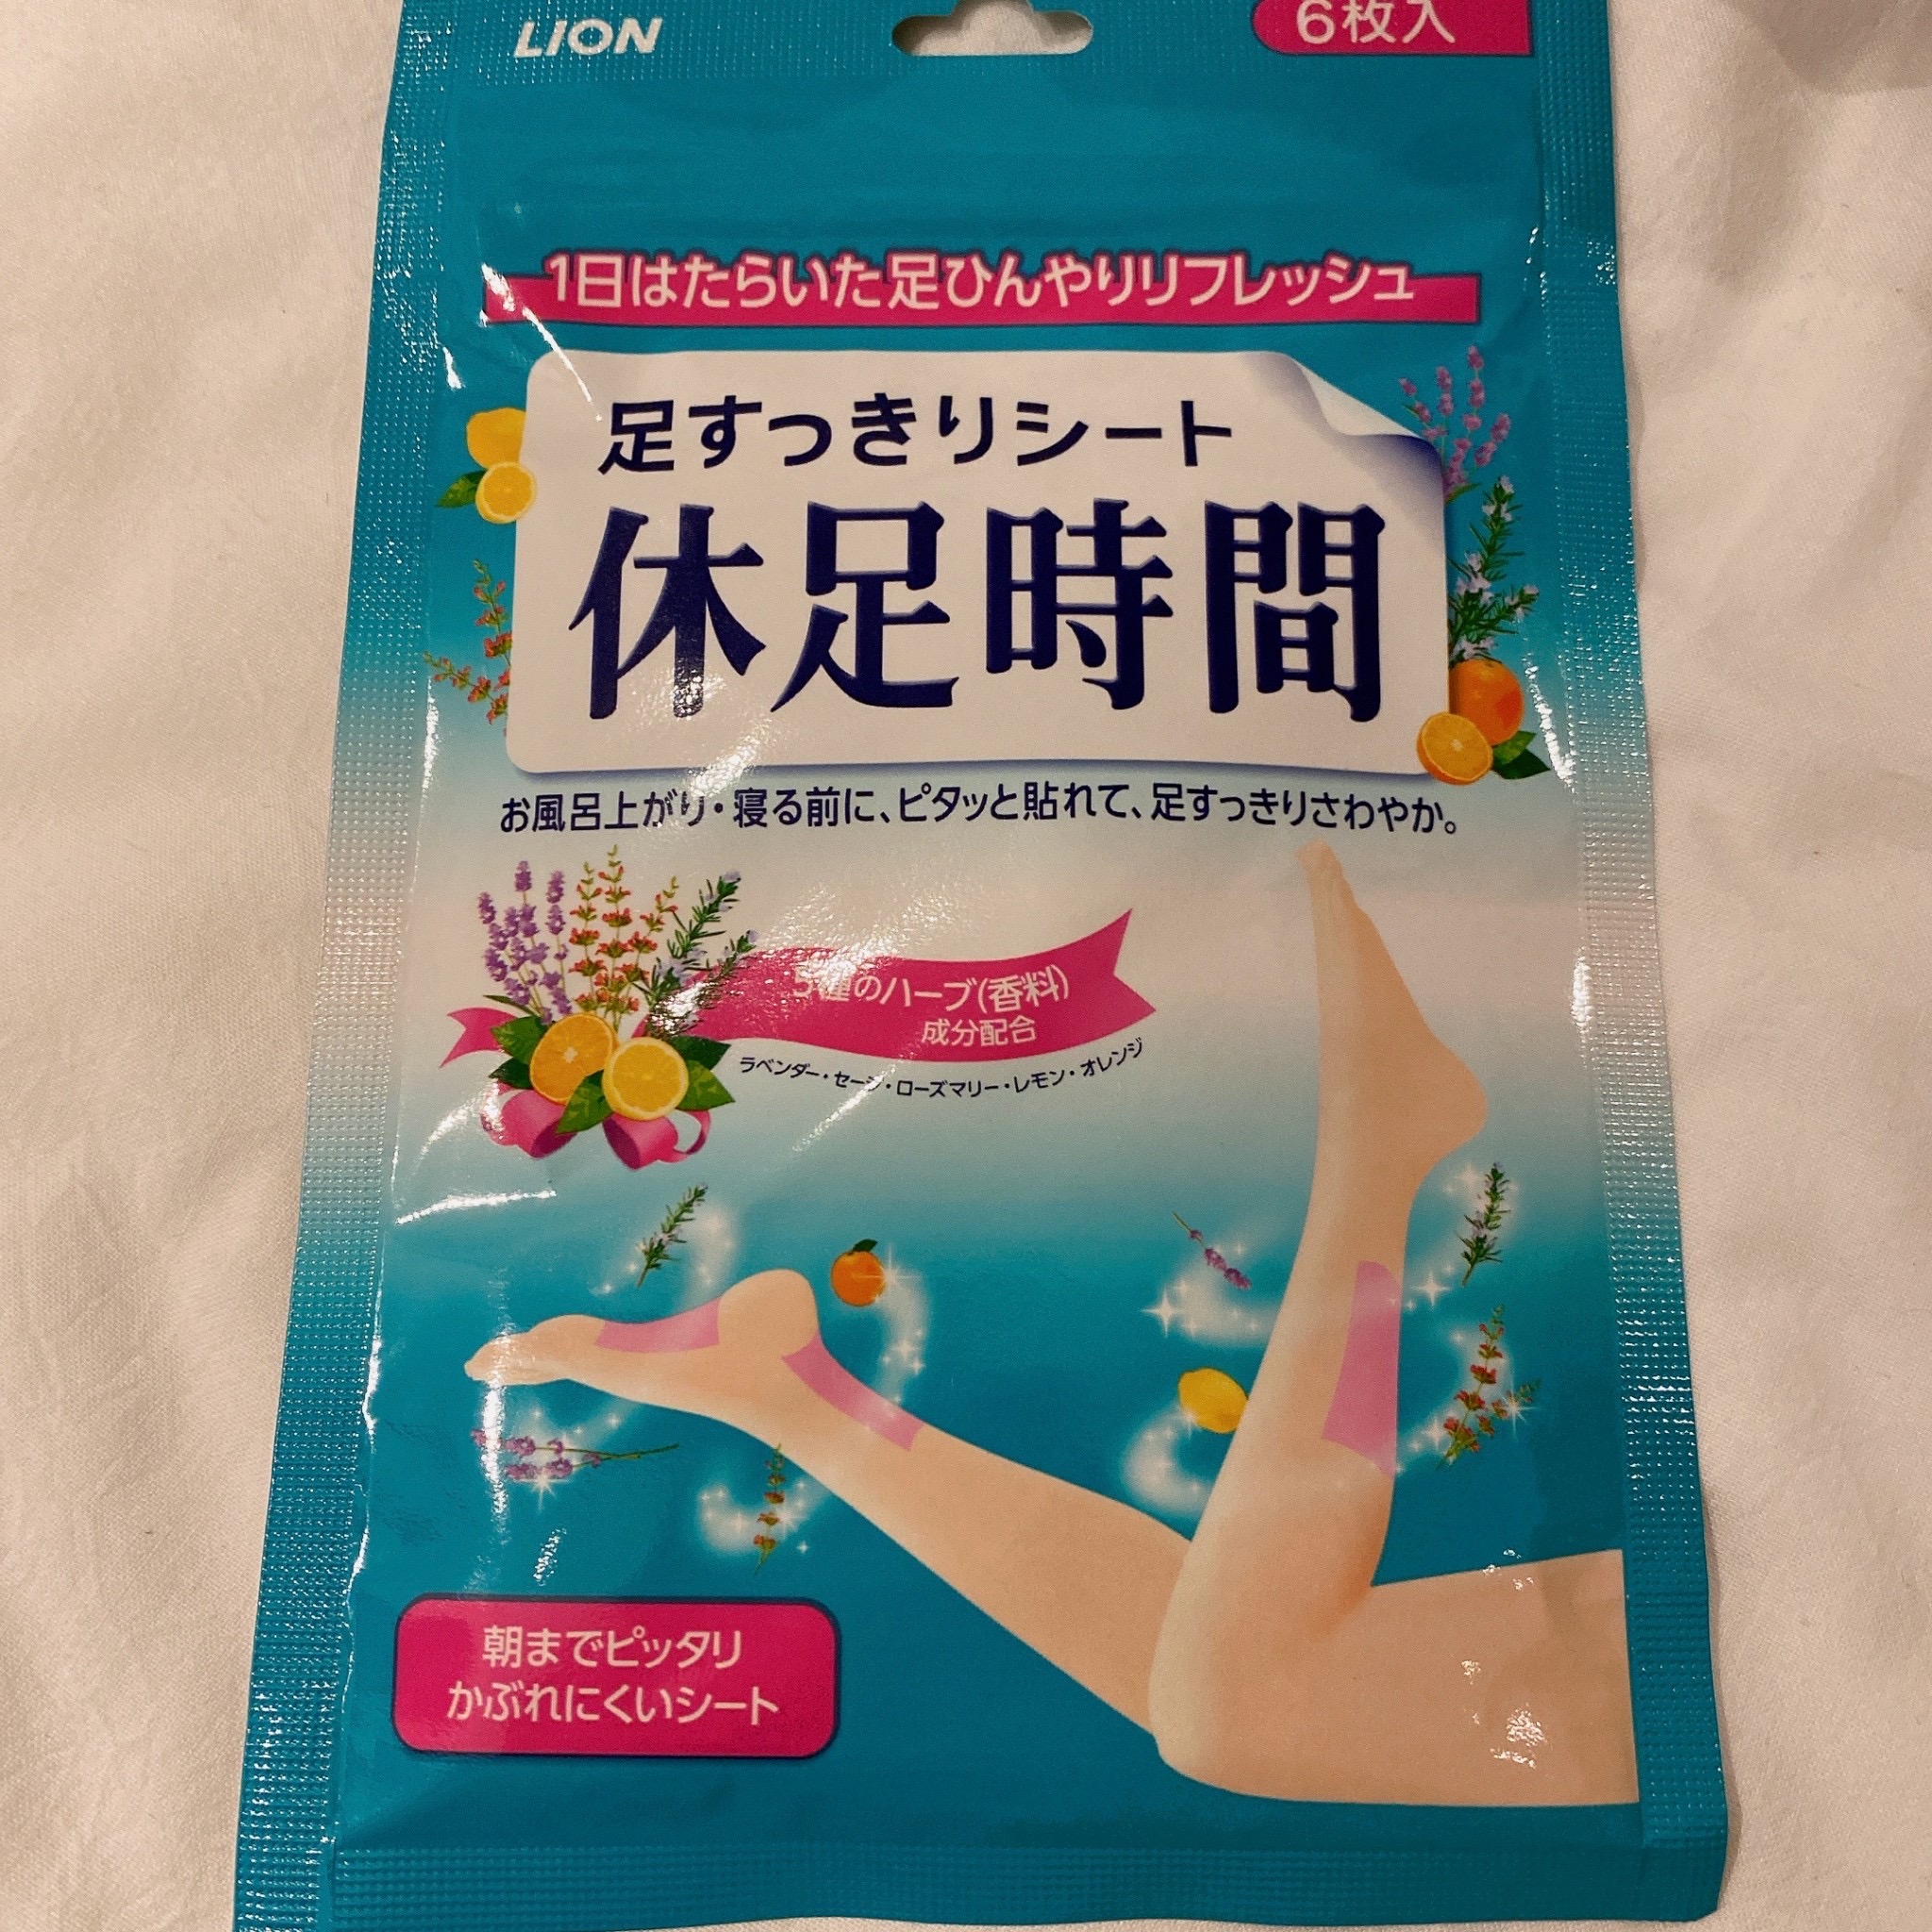 LION
6枚入
1日はたらいた足ひんやりリフレッシュ
足すっきりシート
休足時間
お風呂上がり・寝る前に、ピタッと貼れて、足すっきりさわやか。
5種のハーブ(香料)
成分配合
ラベンダー・セージ・ローズマリー・レモン・オレンジ
朝までピッタリ
かぶれにくいシート